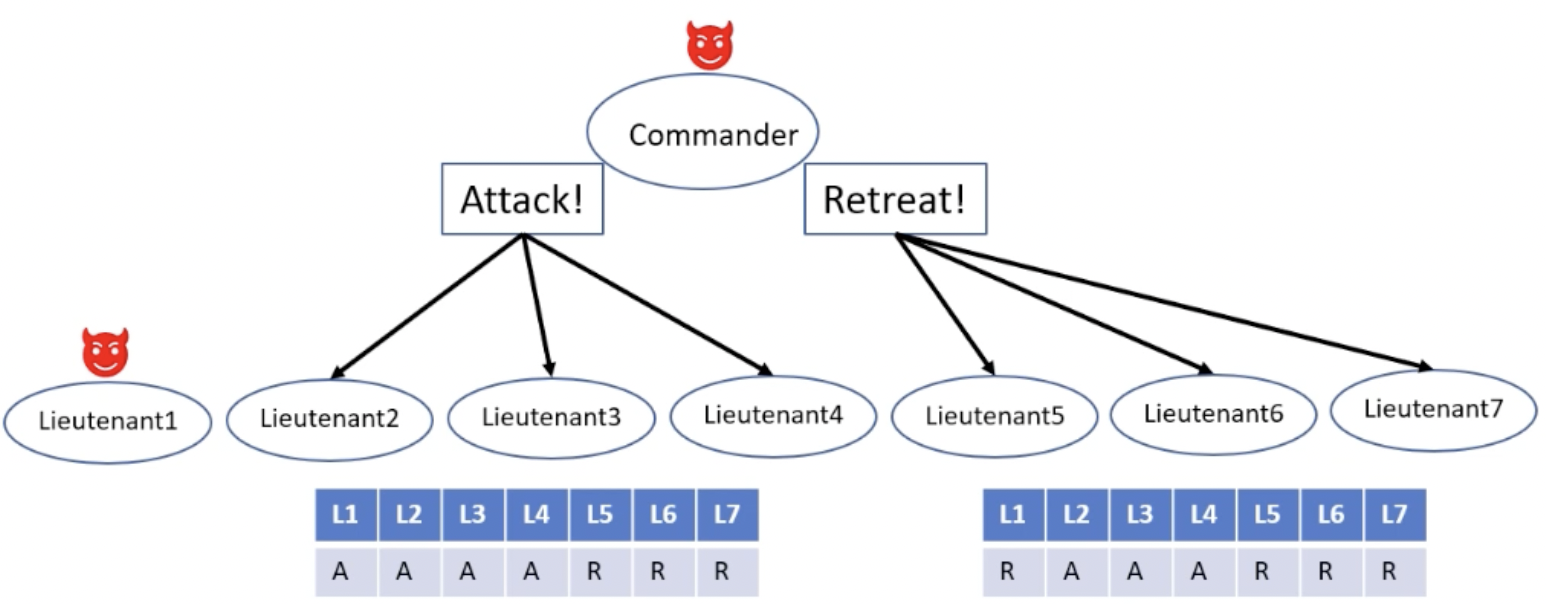 Commander
Attack! Retreat!
Lieutenant1 Lieutenant2 Lieutenant3 Lieutenant4 Lieutenant5 Lieutenant6 Lieutenant7
L1 L2 L3 L4 L5 L6 L7 L1 L2 L3 L4 L5 L6 L7
A A A A R R R R A A A R R R